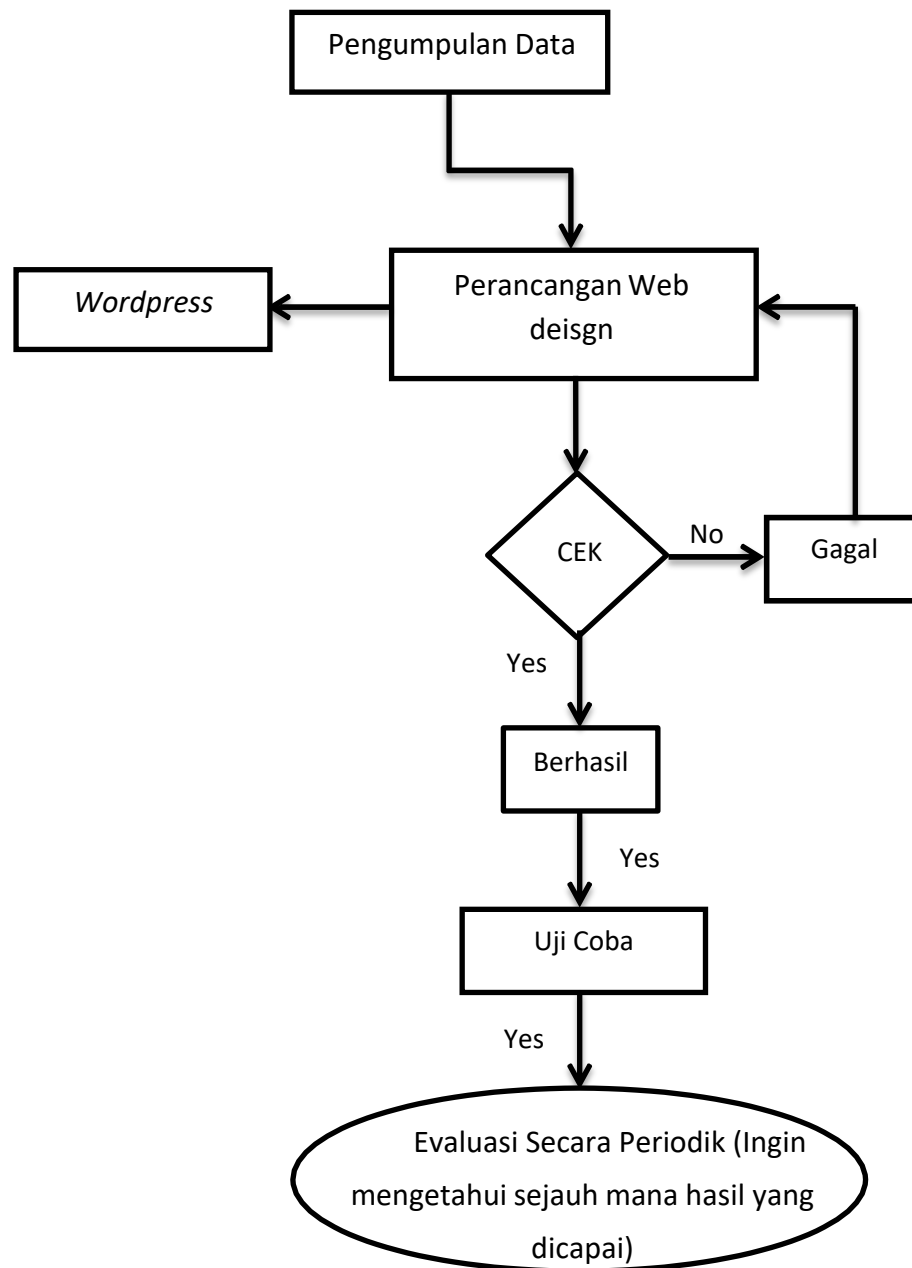 Pengumpulan Data
Wordpress
Perancangan Web
deisgn
CEK
No
Gagal
Yes
Berhasil
Yes
Uji Coba
Yes
Evaluasi Secara Periodik (Ingin
mengetahui sejauh mana hasil yang
dicapai)